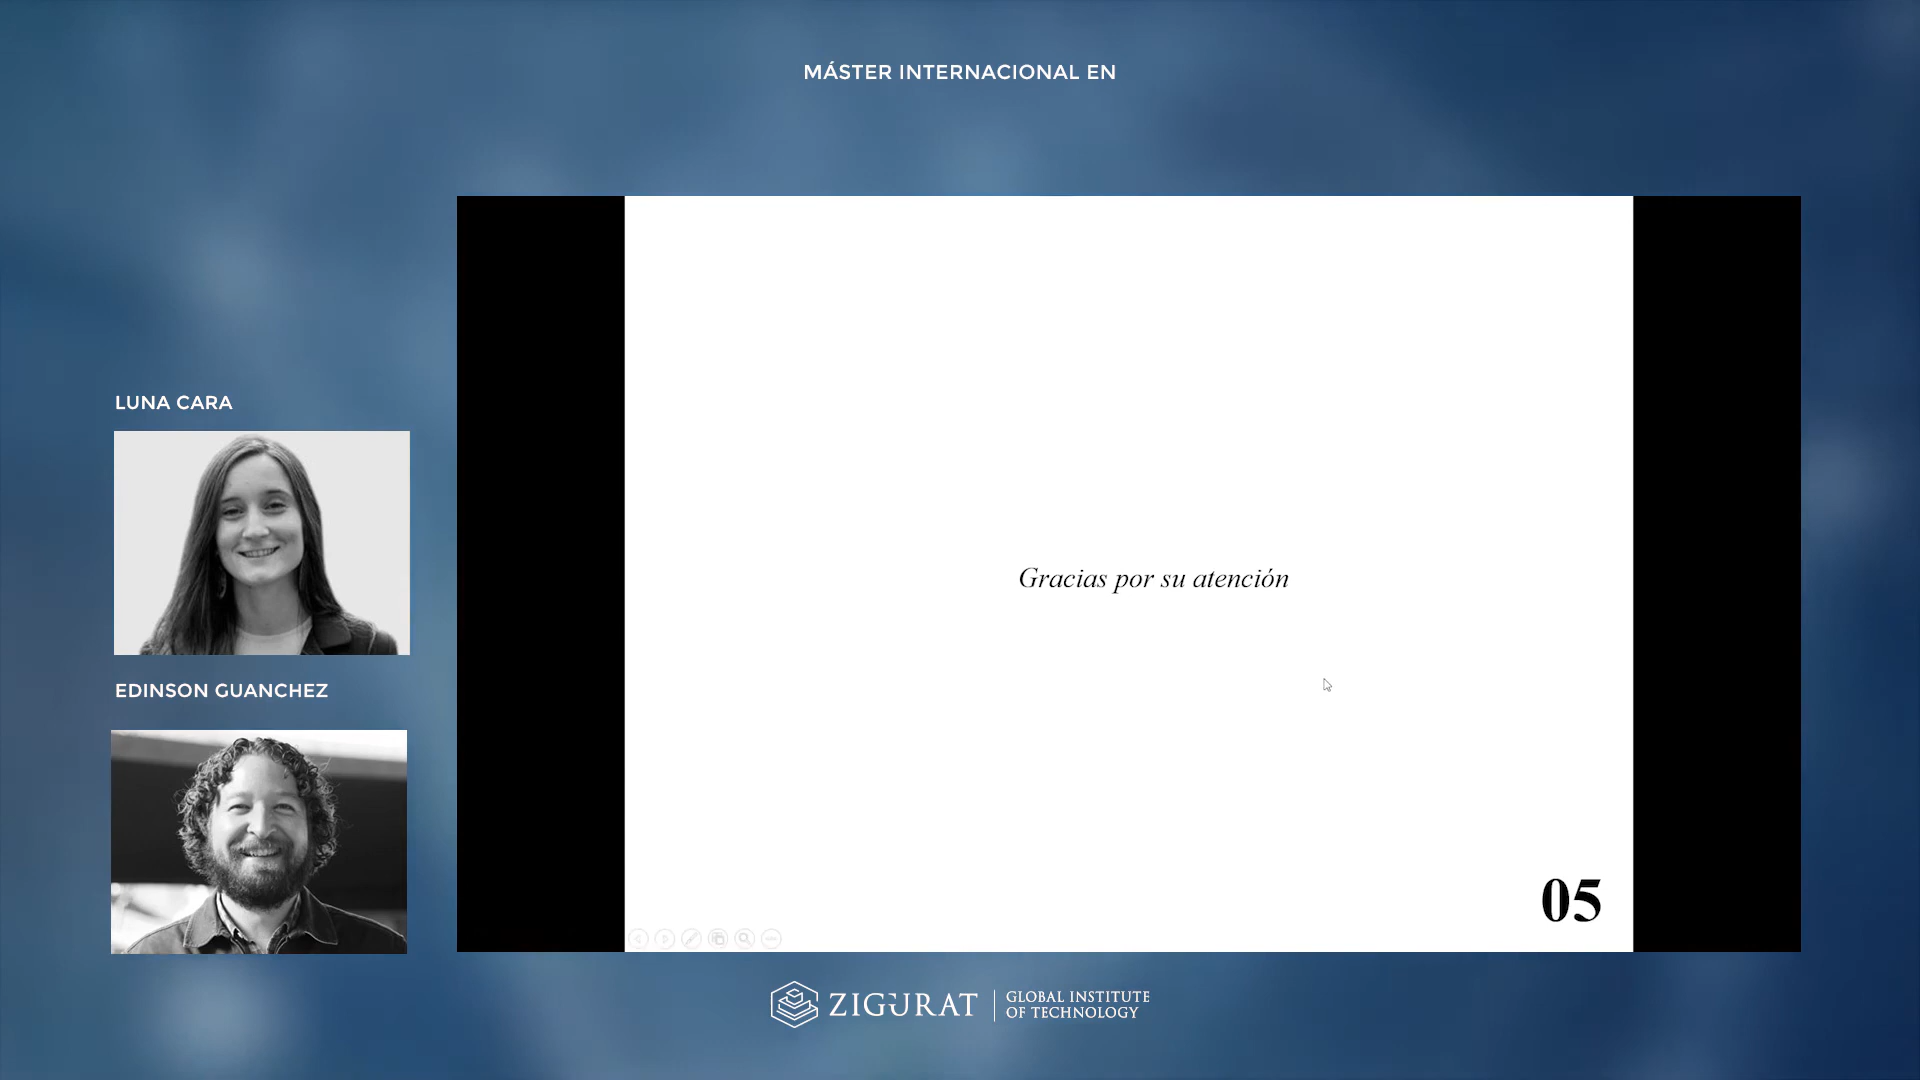 MÁSTER INTERNACIONAL EN
LUNA CARA
EDINSON GUANCHEZ
Gracias por su atención
05
ZIGURAT
GLOBAL INSTITUTE
OF TECHNOLOGY